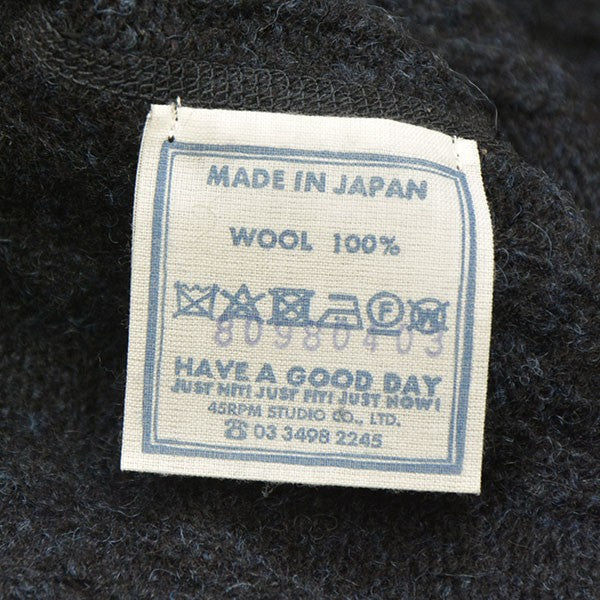 MADE IN JAPAN
WOOL 100%
F W
80980403
HAVE A GOOD DAY
JUST NIT! JUST FIT! JUST NOW!
45RPM STUDIO CO., LTD.
☎ 03 3498 2245